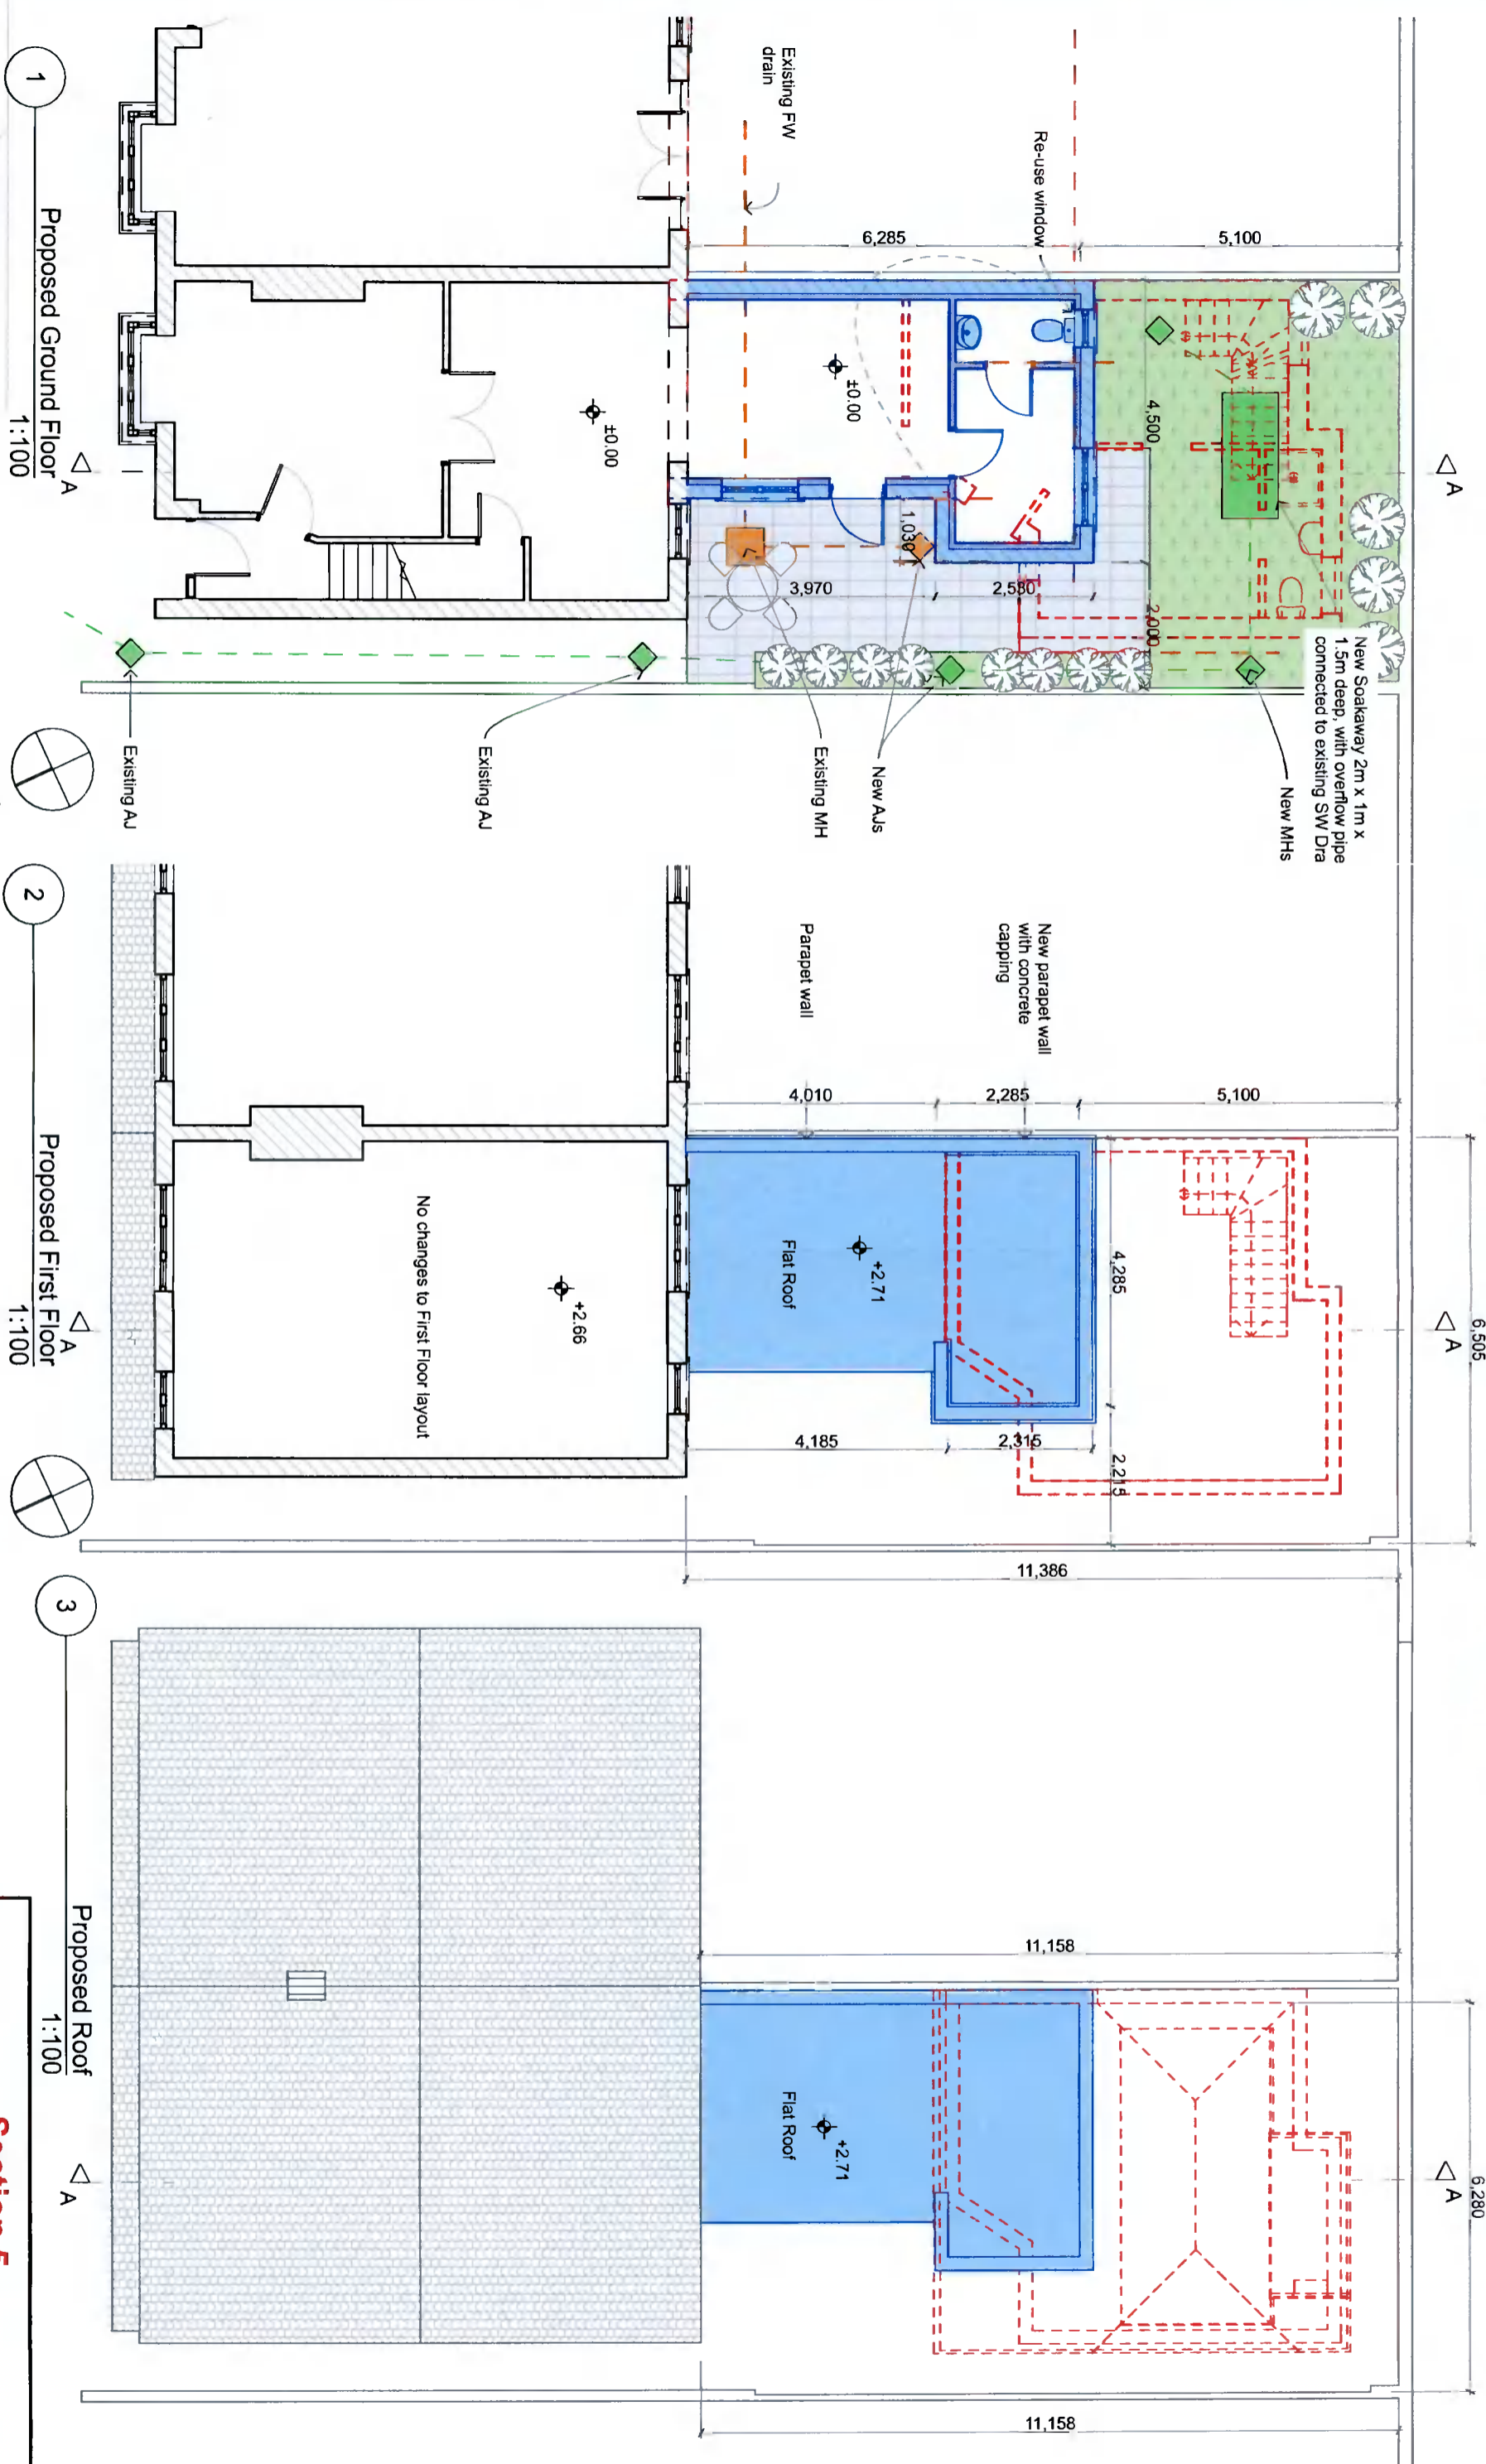 1
Proposed Ground Floor
1:100
A
A
Existing FW
drain
Re-use window
6,285
5,100
±0.00
±0.00
4,500
1,030
3,970
2,580
2,000
New Soakaway 2m x 1m x
1.5m deep, with overflow pipe
connected to existing SW Dra
New MHs
New AJs
Existing MH
Existing AJ
Existing AJ
2
Proposed First Floor
1:100
A
A
New parapet wall
with concrete
capping
Parapet wall
4,010
2,285
5,100
6,505
4,285
+2.71
Flat Roof
+2.66
No changes to First Floor layout
4,185
2,315
2,215
11,386
3
Proposed Roof
1:100
A
A
11,158
6,280
+2.71
Flat Roof
11,158